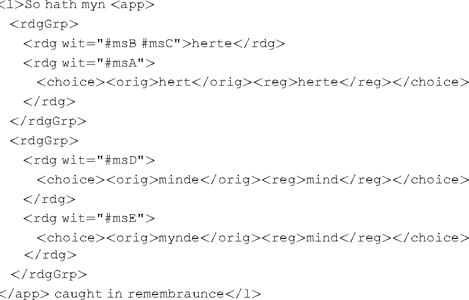 <l>So hath myn <app>
<rdgGrp>
<rdg wit="#msB #msC">herte</rdg>
<rdg wit="#msA">
<choice><orig>hert</orig><reg>herte</reg></choice>
</rdg>
</rdgGrp>
<rdgGrp>
<rdg wit="#msD">
<choice><orig>minde</orig><reg>mind</reg></choice>
</rdg>
<rdg wit="#msE">
<choice><orig>mynde</orig><reg>mind</reg></choice>
</rdg>
</rdgGrp>
</app> caught in remembraunce</l>